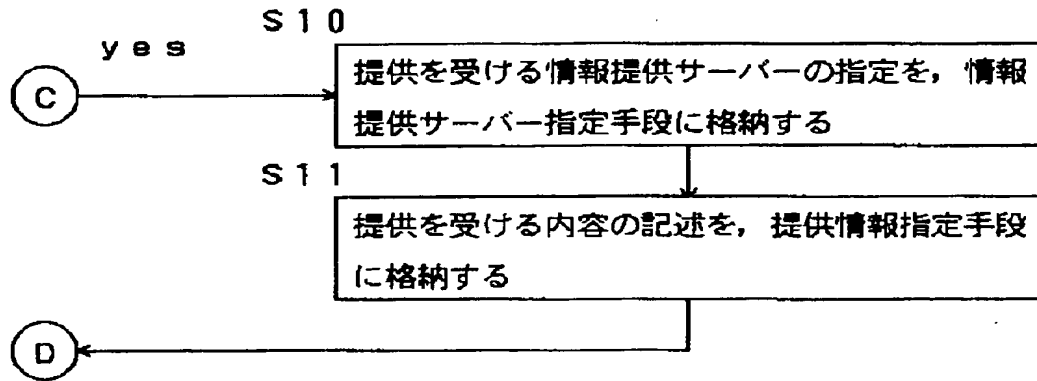 S10
yes
C
提供を受ける情報提供サーバーの指定を，情報
提供サーバー指定手段に格納する
S11
提供を受ける内容の記述を，提供情報指定手段
に格納する
D